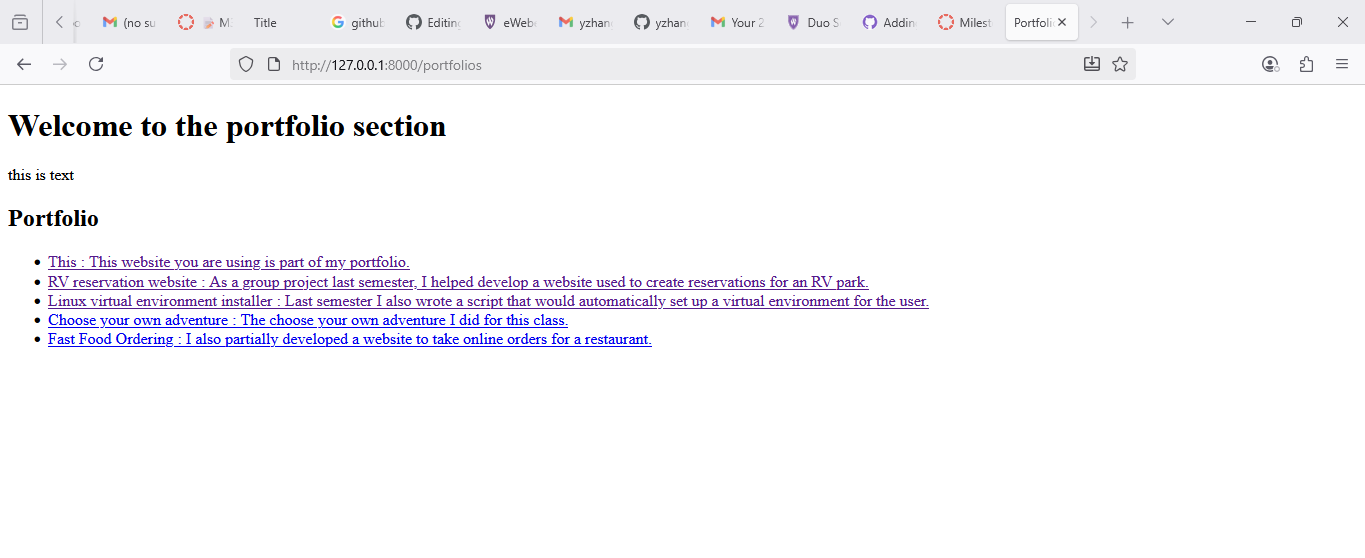 (no su
M
Title
github
Editing
eWeb
yzhan
yzhan
Your 2
Duo S
Addin
Milest
Portfoli
http://127.0.0.1:8000/portfolios
Welcome to the portfolio section
this is text
Portfolio
This : This website you are using is part of my portfolio.
RV reservation website : As a group project last semester, I helped develop a website used to create reservations for an RV park.
Linux virtual environment installer : Last semester I also wrote a script that would automatically set up a virtual environment for the user.
Choose your own adventure : The choose your own adventure I did for this class.
Fast Food Ordering : I also partially developed a website to take online orders for a restaurant.